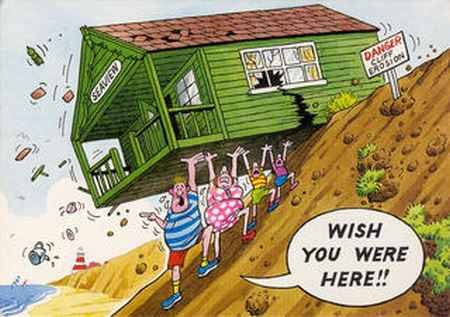 SEAVIEW
DANGER
CLIFF
EROSION
WISH
YOU WERE
HERE!!